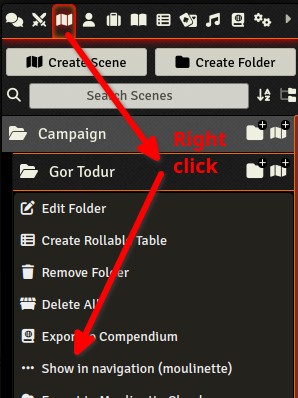 Create Scene
Create Folder
Search Scenes
Campaign
Right
click
Gor Todur
Edit Folder
Create Rollable Table
Remove Folder
Delete All
Export to Compendium
Show in navigation (moulinette)